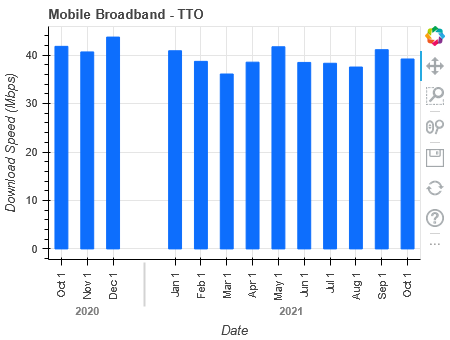 Mobile Broadband - TTO
Download Speed (Mbps)
40
30
20
10
0
Oct 1 Nov 1 Dec 1 Jan 1 Feb 1 Mar 1 Apr 1 May 1 Jun 1 Jul 1 Aug 1 Sep 1 Oct 1
2020 2021
Date